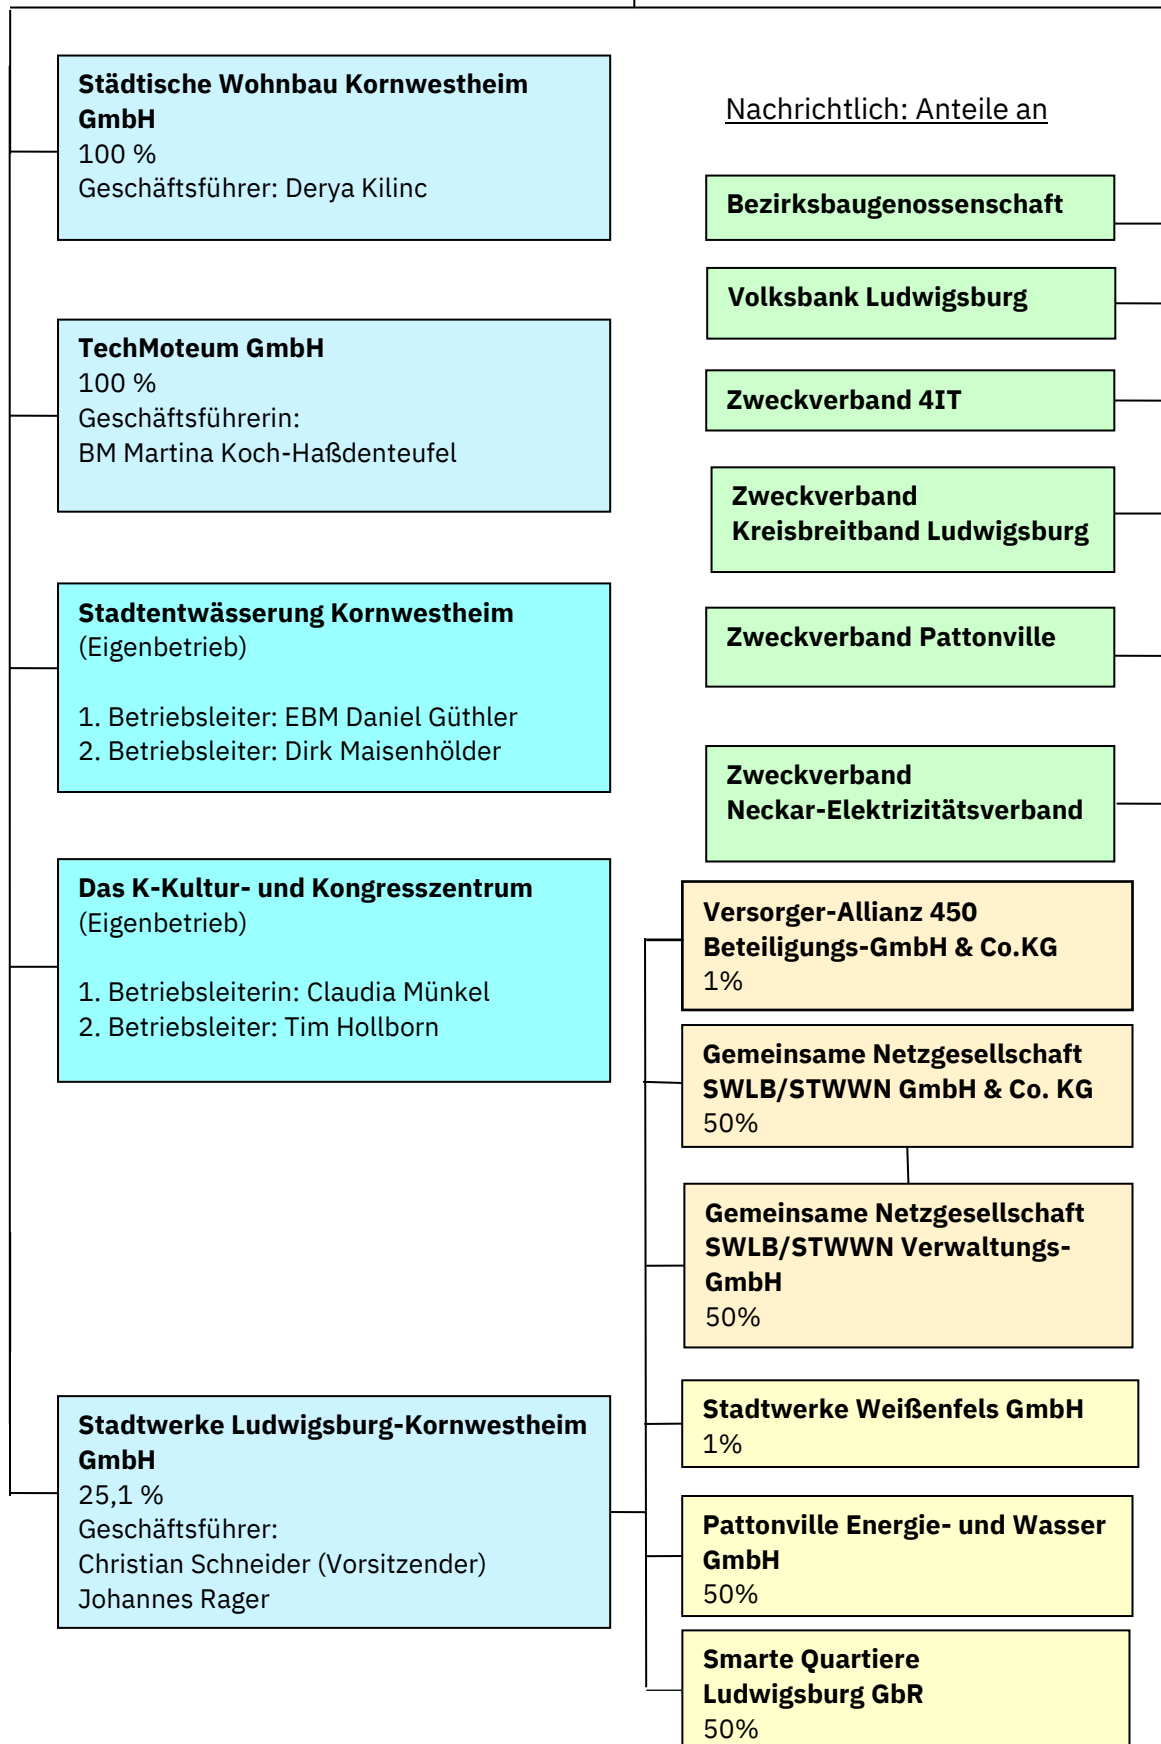 Städtische Wohnbau Kornwestheim
GmbH
100 %
Geschäftsführer: Derya Kilinc
TechMoteum GmbH
100 %
Geschäftsführerin:
BM Martina Koch-Haßdenteufel
Stadtentwässerung Kornwestheim
(Eigenbetrieb)
1. Betriebsleiter: EBM Daniel Güthler
2. Betriebsleiter: Dirk Maisenhölder
Das K-Kultur- und Kongresszentrum
(Eigenbetrieb)
1. Betriebsleiterin: Claudia Münkel
2. Betriebsleiter: Tim Hollborn
Stadtwerke Ludwigsburg-Kornwestheim
GmbH
25,1 %
Geschäftsführer:
Christian Schneider (Vorsitzender)
Johannes Rager
Nachrichtlich: Anteile an
Bezirksbaugenossenschaft
Volksbank Ludwigsburg
Zweckverband 4IT
Zweckverband
Kreisbreitband Ludwigsburg
Zweckverband Pattonville
Zweckverband
Neckar-Elektrizitätsverband
Versorger-Allianz 450
Beteiligungs-GmbH & Co.KG
1%
Gemeinsame Netzgesellschaft
SWLB/STWWN GmbH & Co. KG
50%
Gemeinsame Netzgesellschaft
SWLB/STWWN Verwaltungs-
GmbH
50%
Stadtwerke Weißenfels GmbH
1%
Pattonville Energie- und Wasser
GmbH
50%
Smarte Quartiere
Ludwigsburg GbR
50%